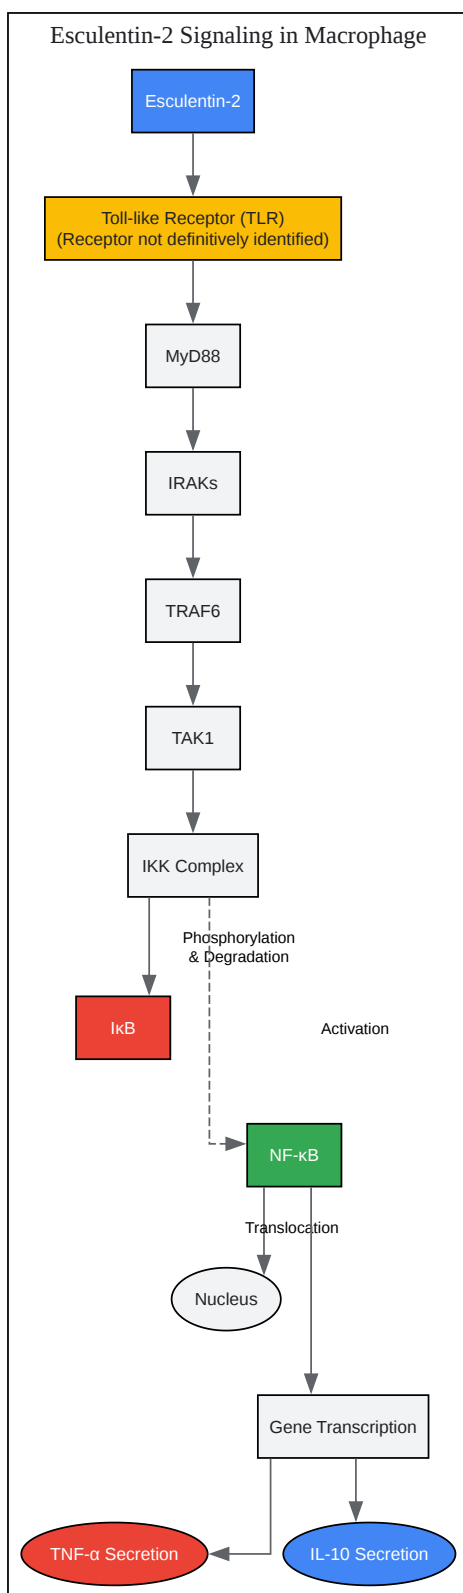 Esculentin-2 Signaling in Macrophage
Esculentin-2
Toll-like Receptor (TLR)
(Receptor not definitively identified)
MyD88
IRAKs
TRAF6
TAK1
IKK Complex
Phosphorylation
& Degradation
IκB
Activation
NF-κB
Translocation
Nucleus
Gene Transcription
TNF-α Secretion
IL-10 Secretion